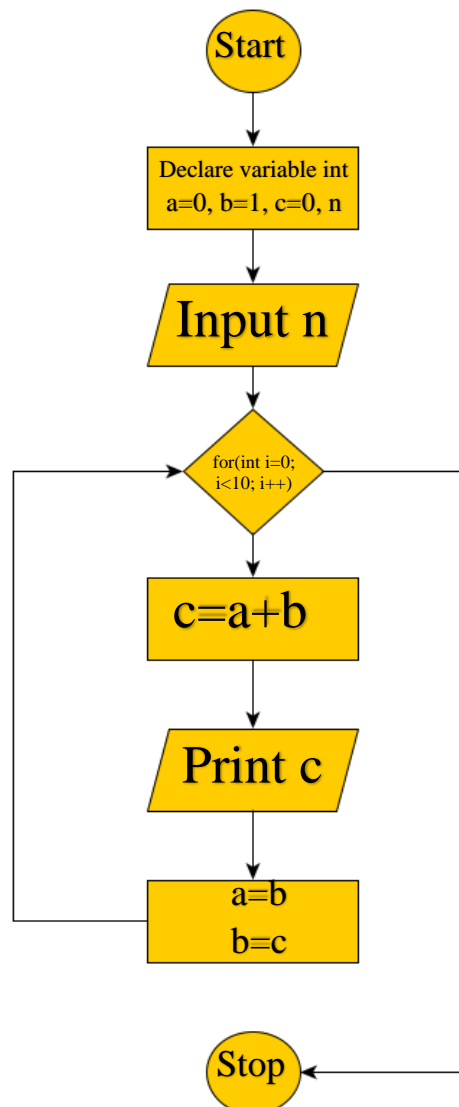 Start
Declare variable int
a=0, b=1, c=0, n
Input n
for(int i=0;
i<10; i++)
c=a+b
Print c
a=b
b=c
Stop